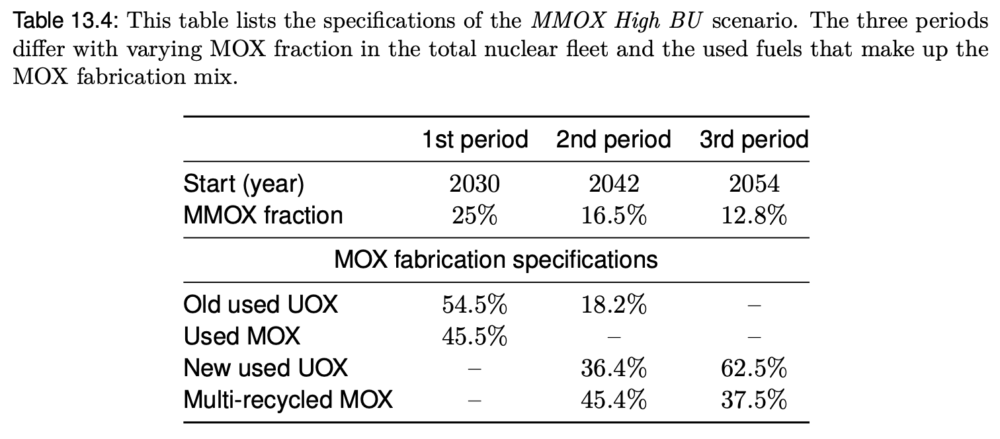 Table 13.4: This table lists the specifications of the MMOX High BU scenario. The three periods
differ with varying MOX fraction in the total nuclear fleet and the used fuels that make up the
MOX fabrication mix.
1st period 2nd period 3rd period
Start (year) 2030 2042 2054
MMOX fraction 25% 16.5% 12.8%
MOX fabrication specifications
Old used UOX 54.5% 18.2% –
Used MOX 45.5% – –
New used UOX – 36.4% 62.5%
Multi-recycled MOX – 45.4% 37.5%